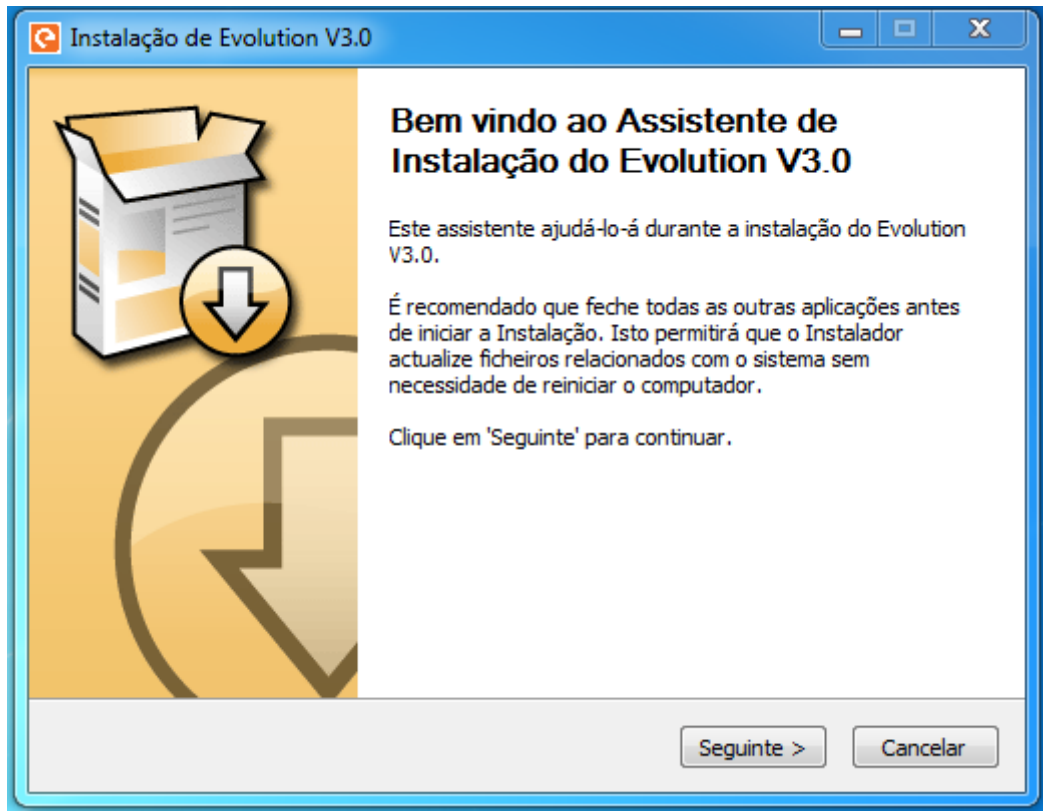 Instalação de Evolution V3.0
Bem vindo ao Assistente de
Instalação do Evolution V3.0
Este assistente ajudá-lo-á durante a instalação do Evolution
V3.0.
É recomendado que feche todas as outras aplicações antes
de iniciar a Instalação. Isto permitirá que o Instalador
actualize ficheiros relacionados com o sistema sem
necessidade de reiniciar o computador.
Clique em 'Seguinte' para continuar.
Seguinte >
Cancelar